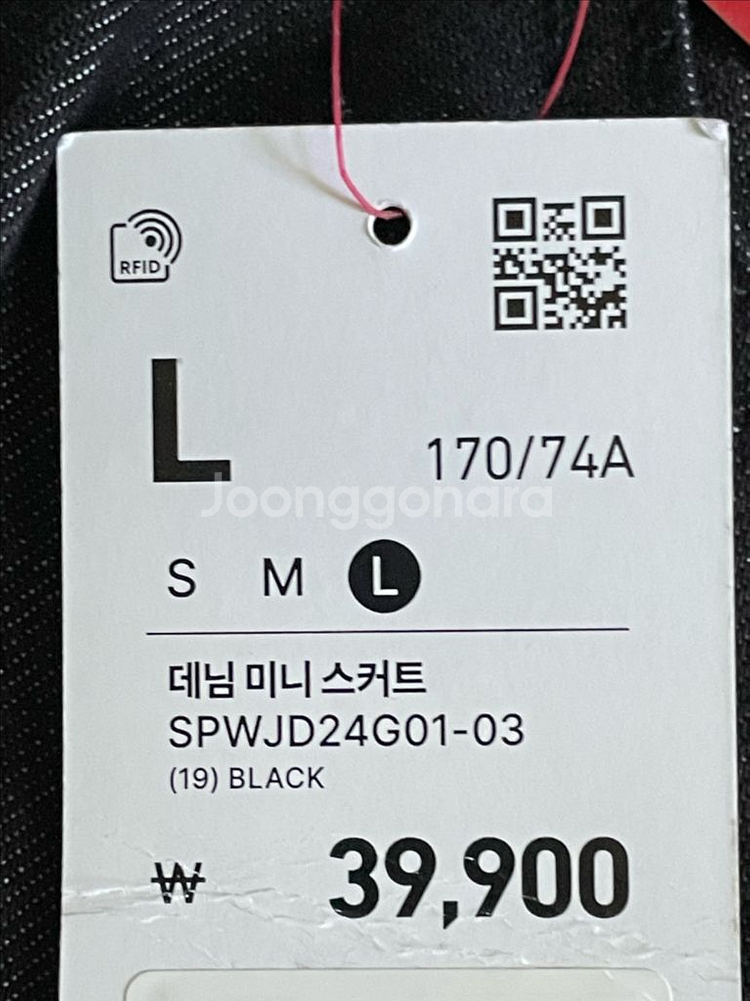 RFID
L
170/74A
Joonggonara
S M L
데님 미니 스커트
SPWJD24G01-03
(19) BLACK
₩ 39,900